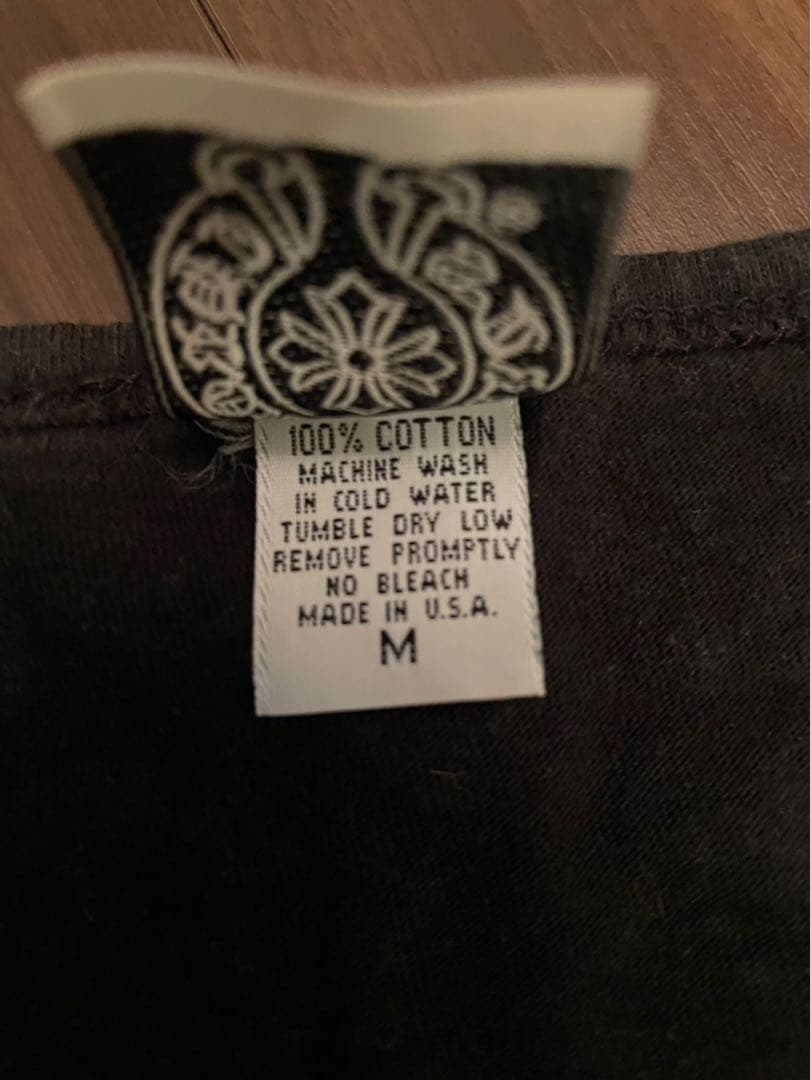 100% COTTON
MACHINE WASH
IN COLD WATER
TUMBLE DRY LOW
REMOVE PROMPTLY
NO BLEACH
MADE IN U.S.A.
M